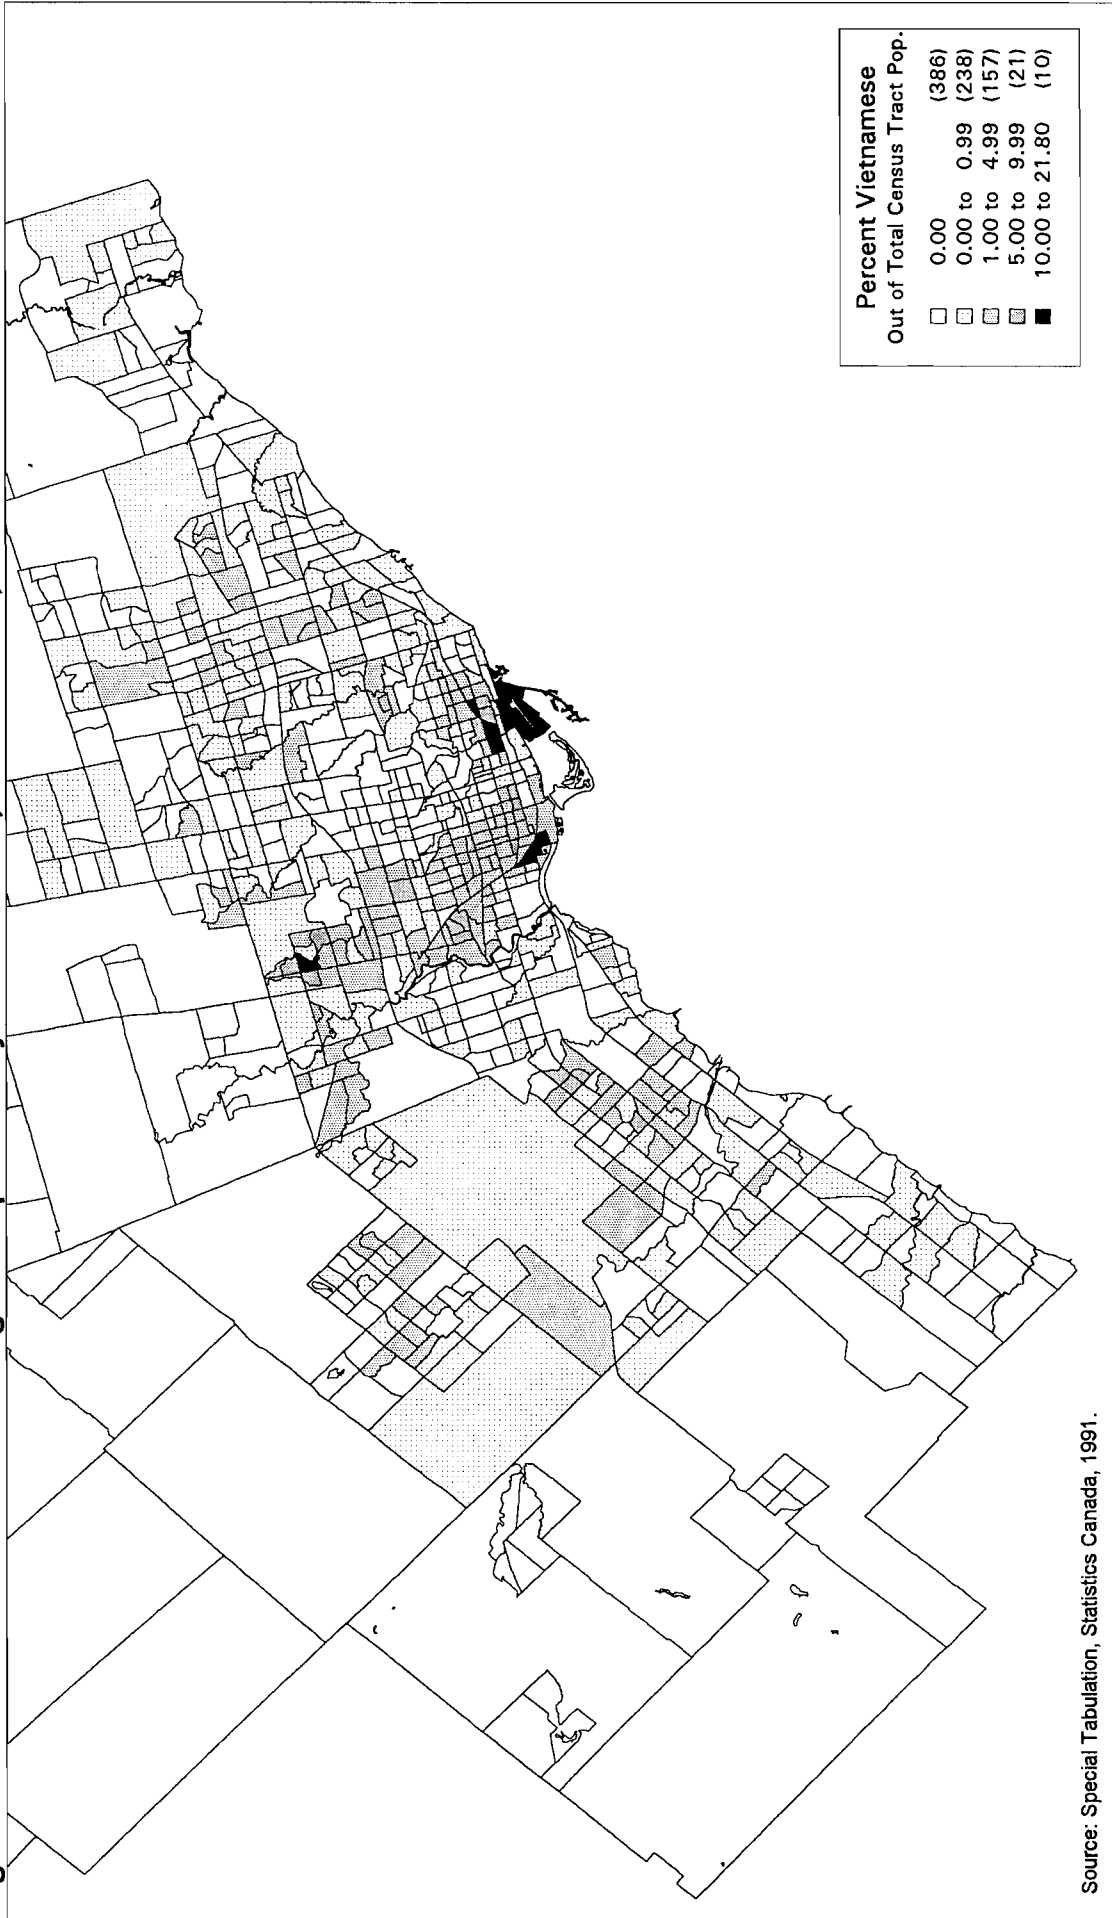 Percent Vietnamese
Out of Total Census Tract Pop.
0.00 (386)
0.00 to 0.99 (238)
1.00 to 4.99 (157)
5.00 to 9.99 (21)
10.00 to 21.80 (10)
Source: Special Tabulation, Statistics Canada, 1991.